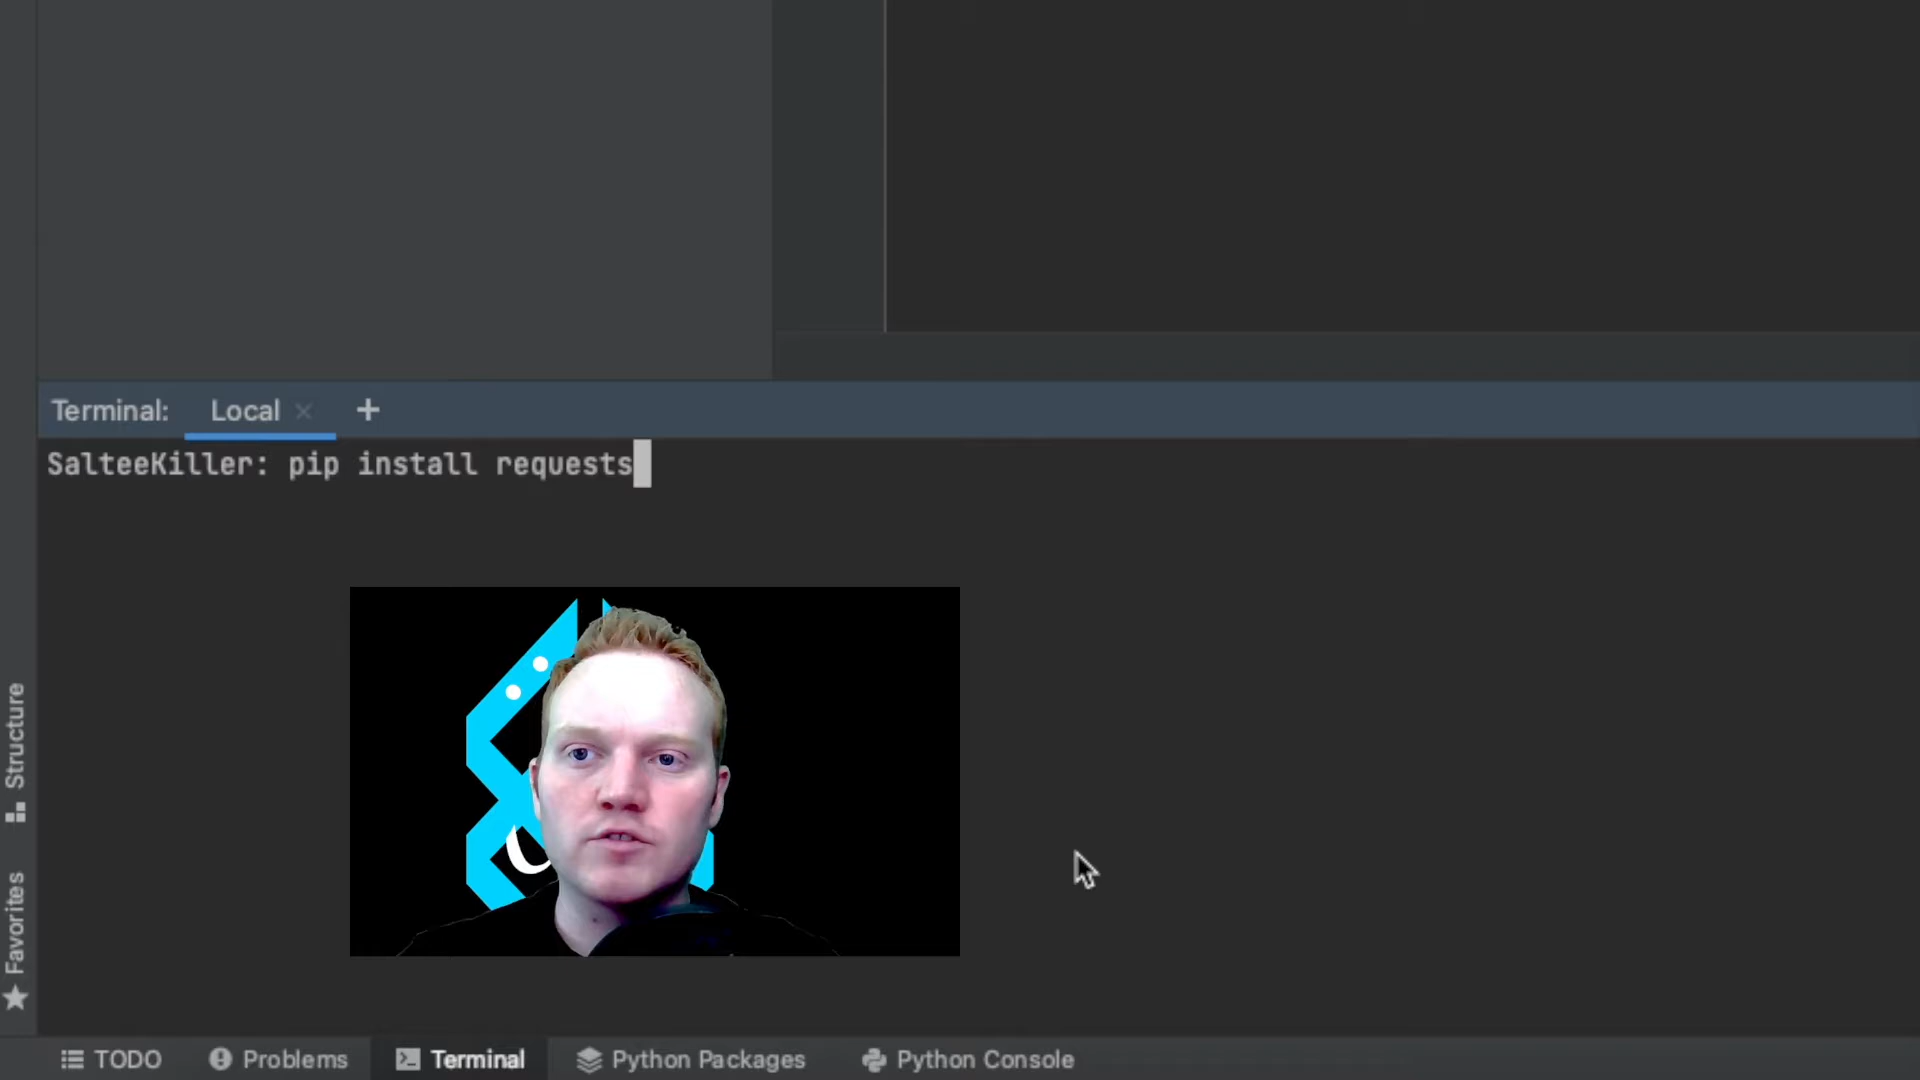 Terminal: Local
SalteeKiller: pip install requests
Structure
Favorites
TODO Problems Terminal Python Packages Python Console